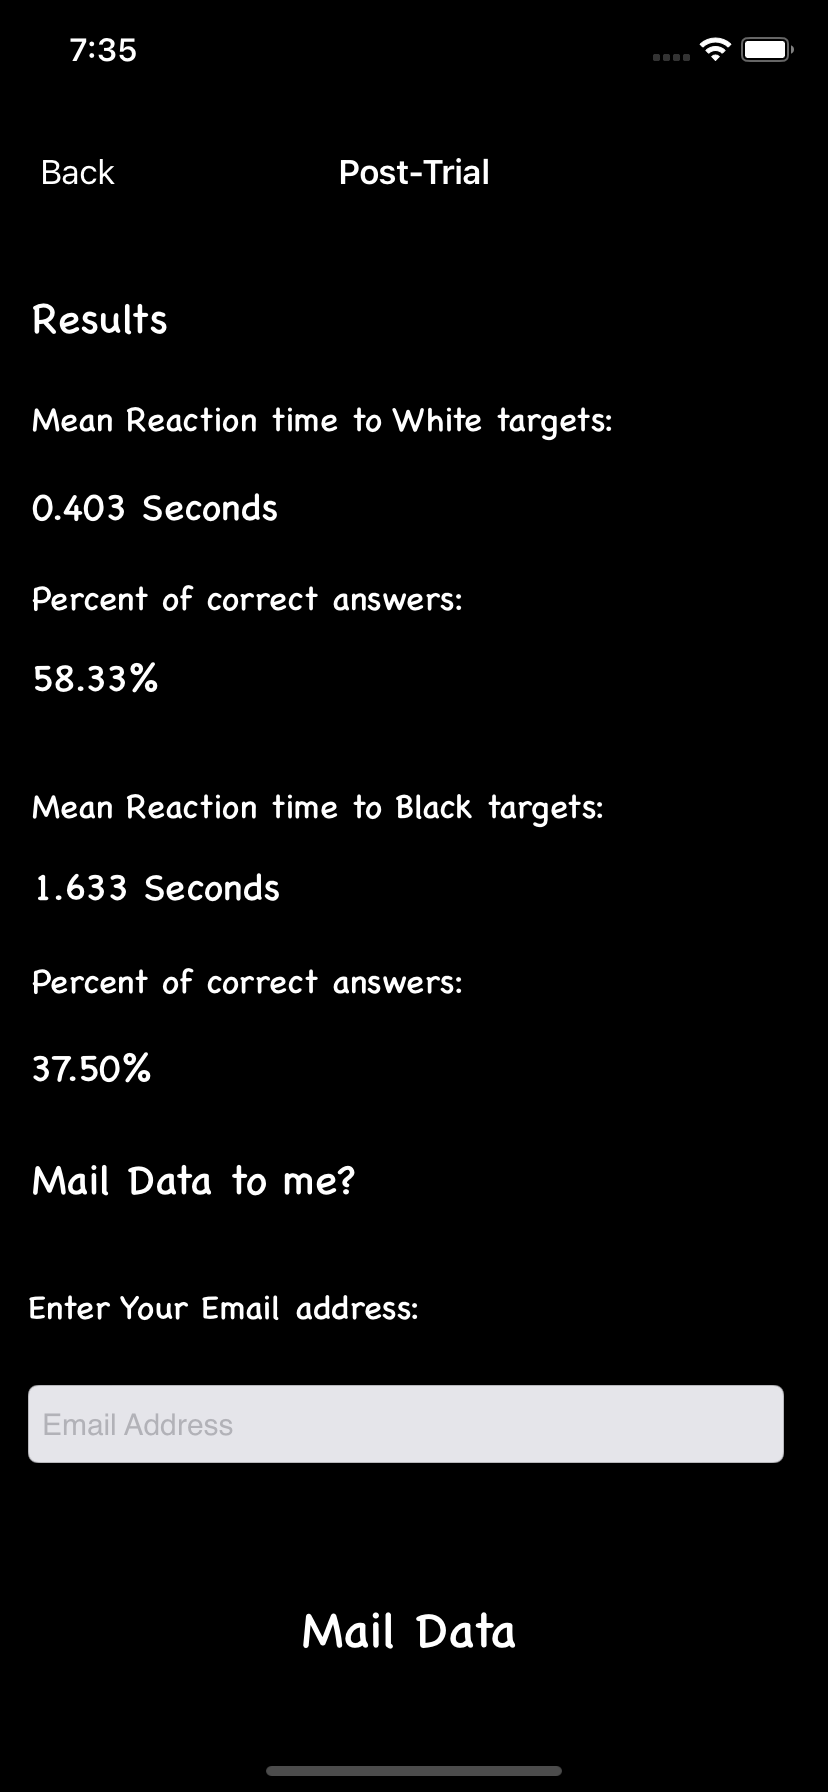 7:35
Back
Post-Trial
Results
Mean Reaction time to White targets:
0.403 Seconds
Percent of correct answers:
58.33%
Mean Reaction time to Black targets:
1.633 Seconds
Percent of correct answers:
37.50%
Mail Data to me?
Enter Your Email address:
Email Address
Mail Data